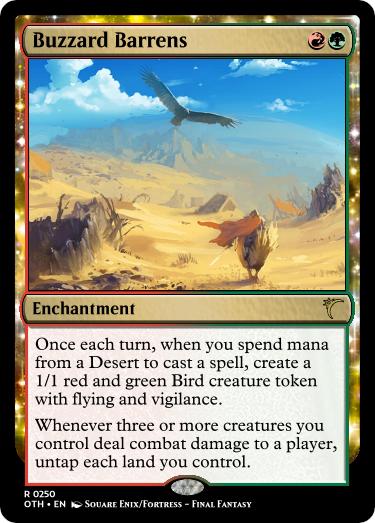 Buzzard Barrens
Enchantment
Once each turn, when you spend mana
from a Desert to cast a spell, create a
1/1 red and green Bird creature token
with flying and vigilance.
Whenever three or more creatures you
control deal combat damage to a player,
untap each land you control.
R 0250
OTH • EN Square Enix/Fortress – Final Fantasy